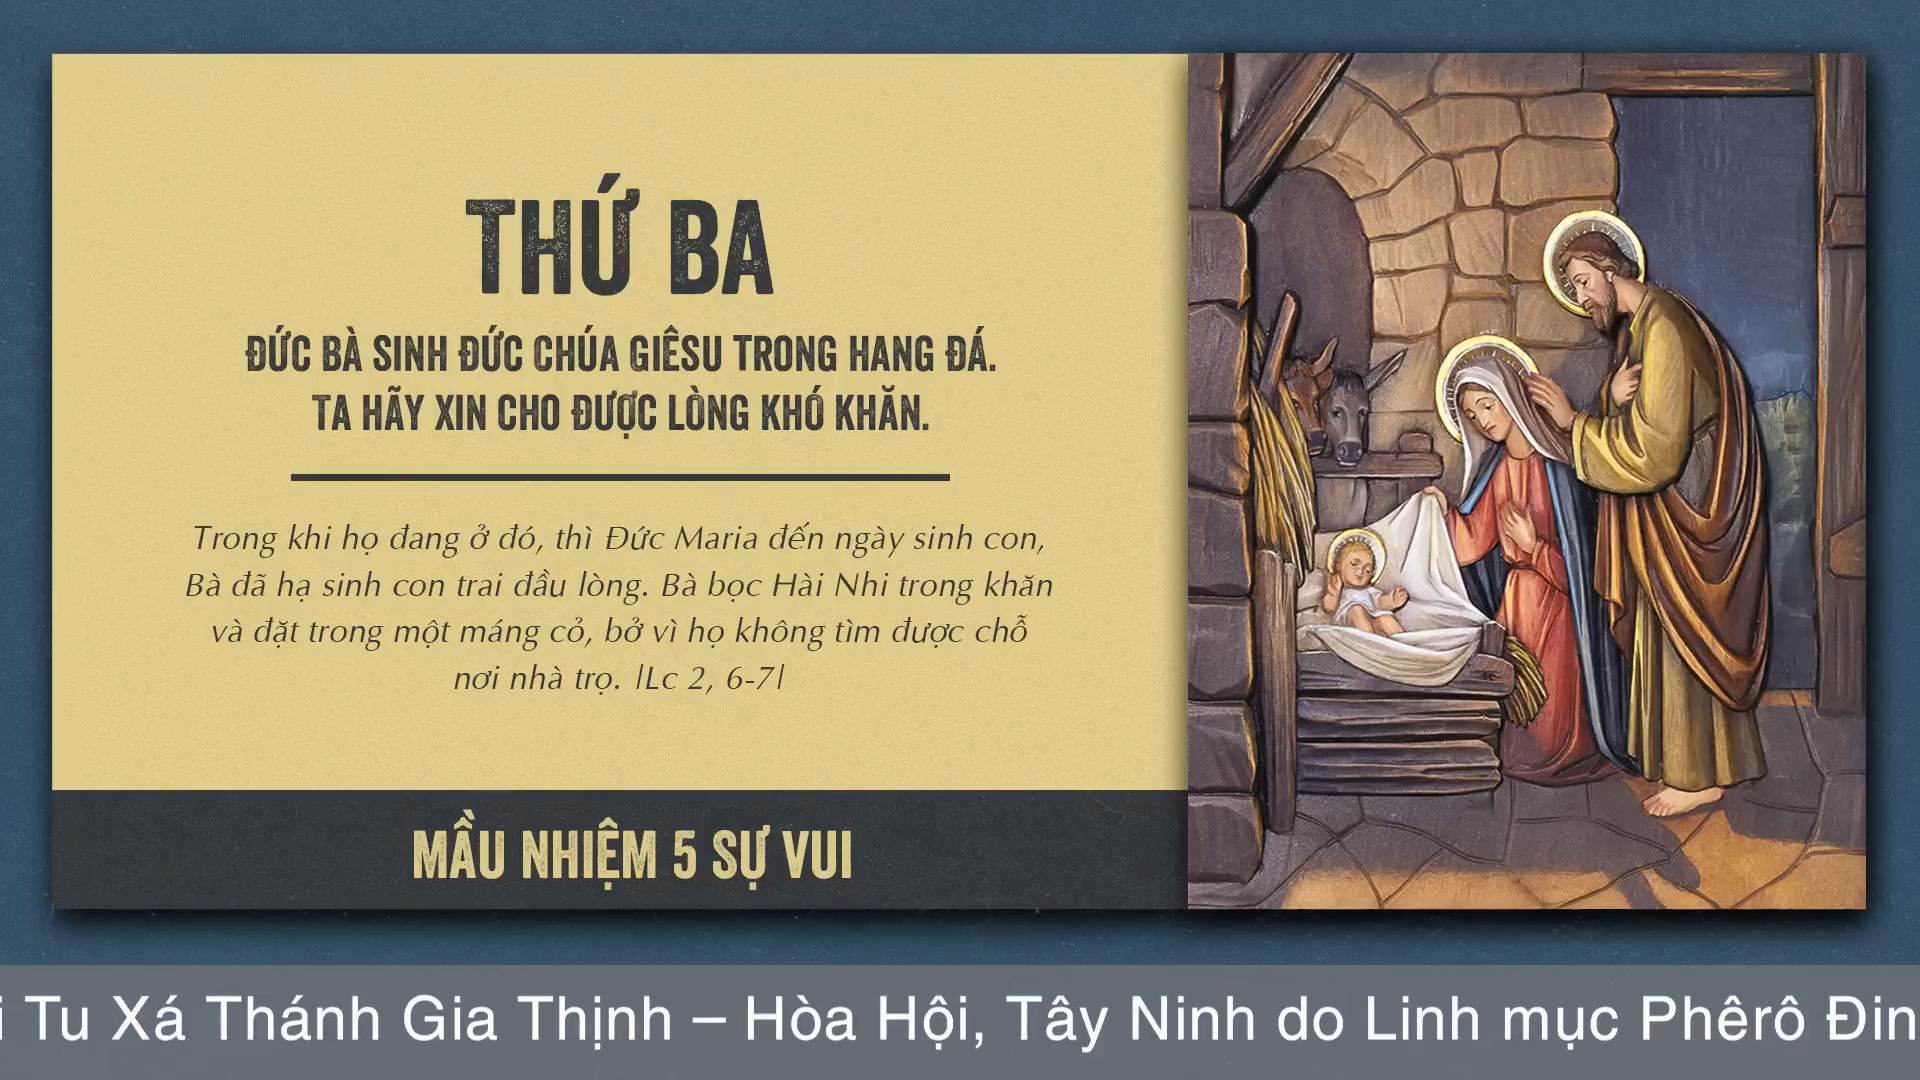 THỨ BA
ĐỨC BÀ SINH ĐỨC CHÚA GIÊSU TRONG HANG ĐÁ.
TA HÃY XIN CHO ĐƯỢC LÒNG KHÓ KHĂN.
Trong khi họ đang ở đó, thì Đức Maria đến ngày sinh con,
Bà đã hạ sinh con trai đầu lòng. Bà bọc Hài Nhi trong khăn
và đặt trong một máng cỏ, bở vì họ không tìm được chỗ
nơi nhà trọ. |Lc 2, 6-7|
MẦU NHIỆM 5 SỰ VUI
Tu Xá Thánh Gia Thịnh – Hòa Hội, Tây Ninh do Linh mục Phêrô